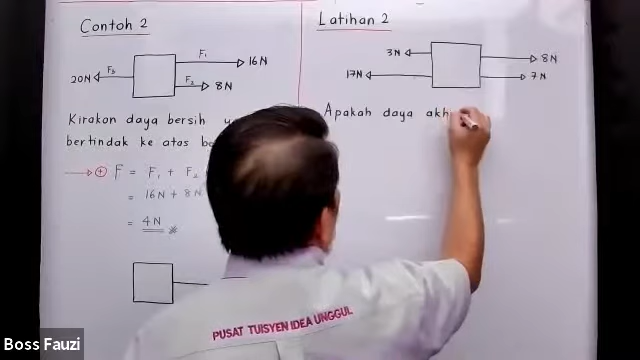 Contoh 2
F₁
16N
F₃
20N
F₂
8N
Kirakan daya bersih
bertindak ke atas
F = F₁ + F₂
= 16N + 8N
= 4N
Latihan 2
3N
8N
17N
7N
Apakah daya
PUSAT TUISYEN IDEA UNGGUL
Boss Fauzi